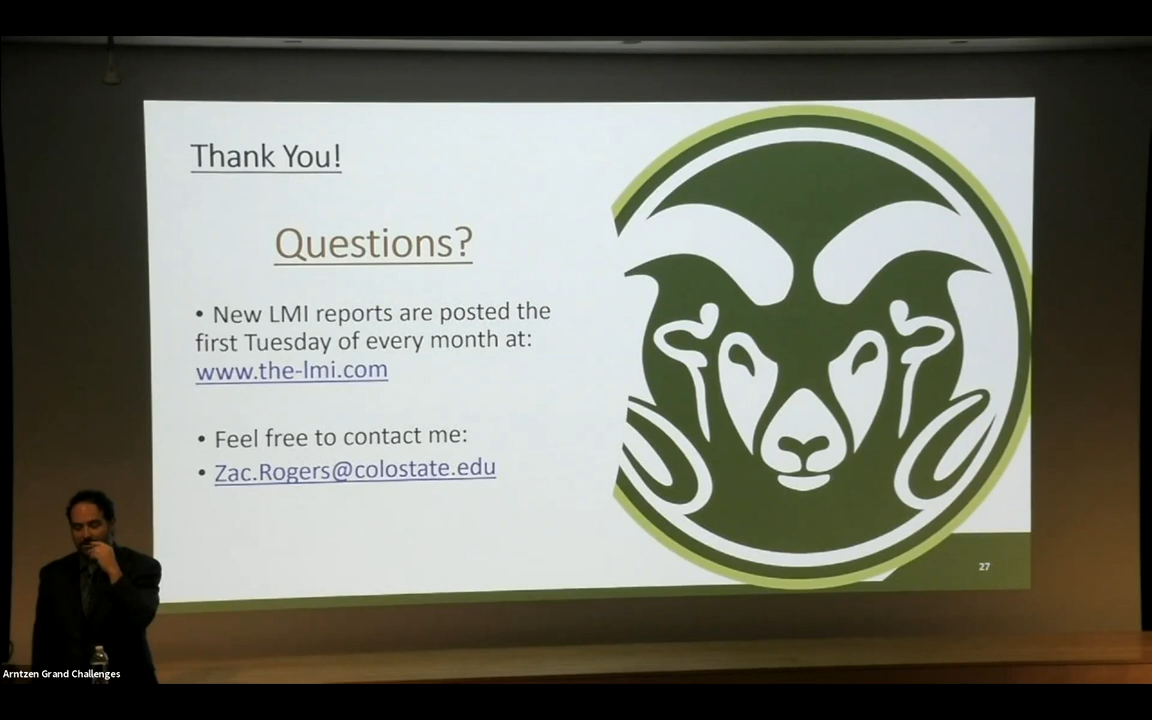 Thank You!
Questions?
• New LMI reports are posted the
first Tuesday of every month at:
www.the-lmi.com
• Feel free to contact me:
• Zac.Rogers@colostate.edu
27
Arntzen Grand Challenges